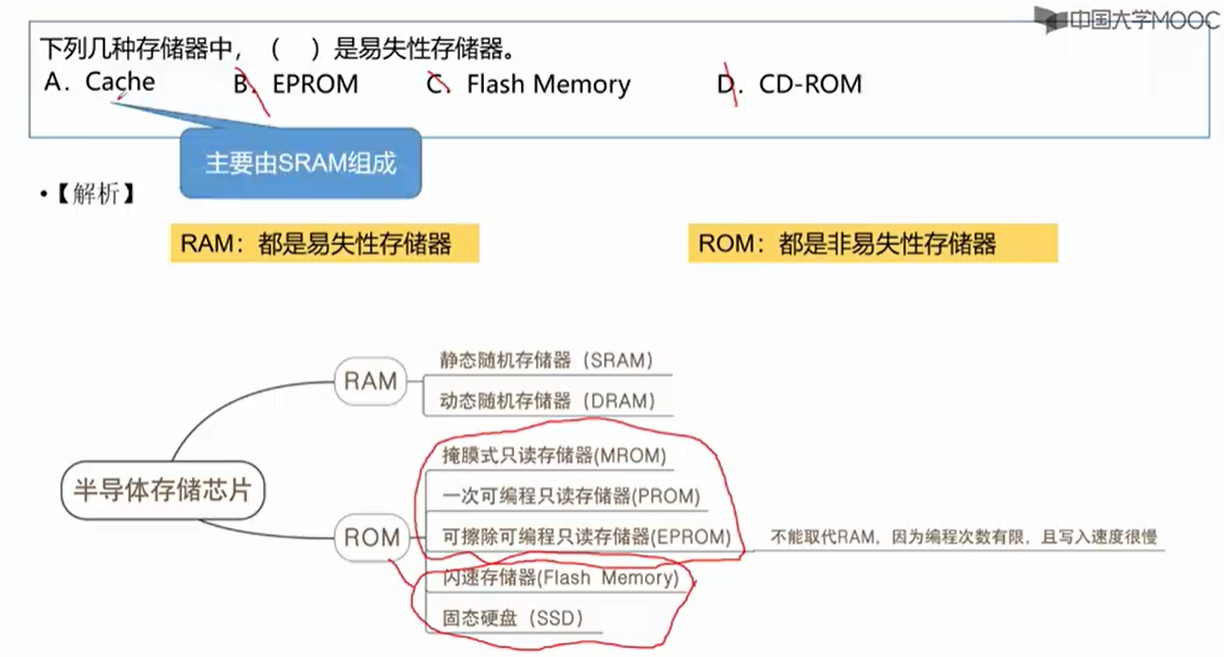 中国大学MOOC
下列几种存储器中，（ ）是易失性存储器。
A．Cache B．EPROM C．Flash Memory D．CD-ROM
主要由SRAM组成
•【解析】
RAM：都是易失性存储器 ROM：都是非易失性存储器
静态随机存储器（SRAM）
RAM
动态随机存储器（DRAM）
掩膜式只读存储器(MROM)
半导体存储芯片
一次可编程只读存储器(PROM)
ROM
可擦除可编程只读存储器(EPROM) 不能取代RAM，因为编程次数有限，且写入速度很慢
闪速存储器(Flash Memory)
固态硬盘（SSD）